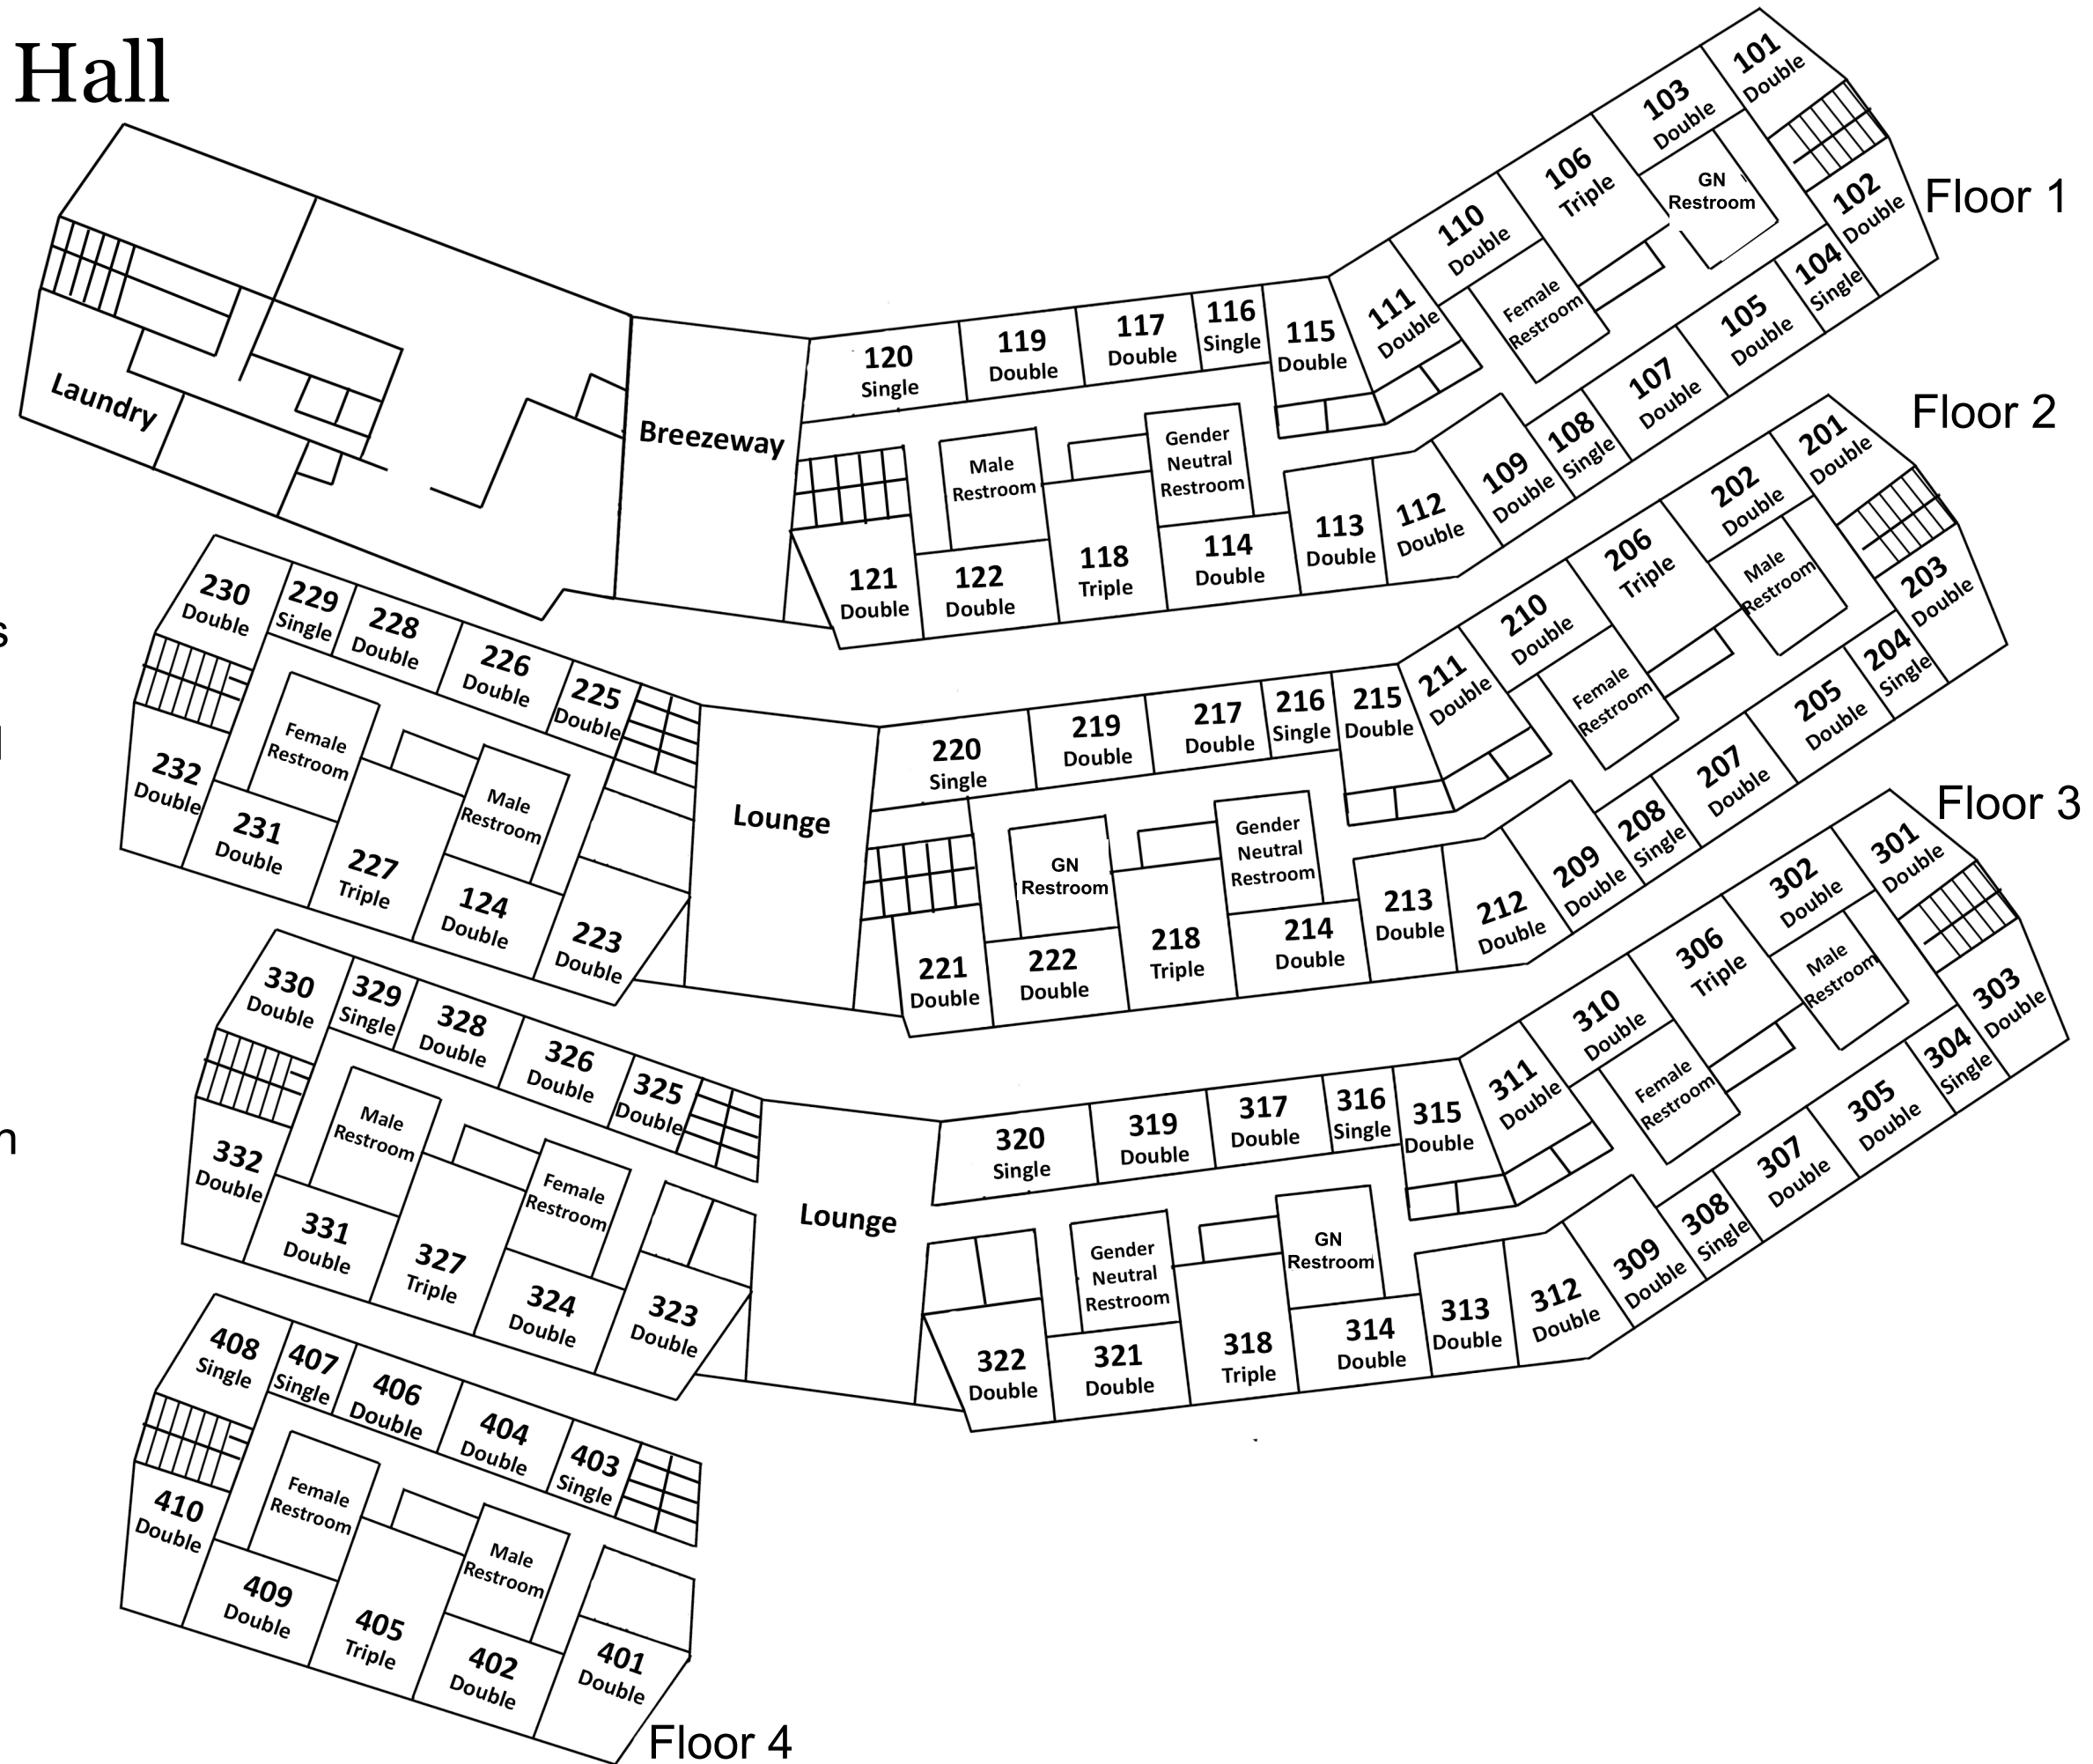 Hall
101
Double
103
Double
106
Triple
GN
Restroom
102
Double
Floor 1
110
Double
104
Single
111
Double
Female
Restroom
105
Double
116
Single
115
Double
117
Double
119
Double
120
Single
107
Double
108
Single
109
Double
Laundry
Breezeway
Male
Restroom
Gender
Neutral
Restroom
112
Double
113
Double
114
Double
118
Triple
122
Double
121
Double
Floor 2
201
Double
202
Double
206
Triple
Male
Restroom
203
Double
210
Double
204
Single
211
Double
Female
Restroom
205
Double
207
Double
208
Single
209
Double
230
Double
229
Single
228
Double
226
Double
225
Double
220
Single
219
Double
217
Double
216
Single
215
Double
Female
Restroom
Male
Restroom
Lounge
GN
Restroom
Gender
Neutral
Restroom
232
Double
231
Double
227
Triple
124
Double
223
Double
221
Double
222
Double
218
Triple
214
Double
213
Double
212
Double
Floor 3
301
Double
302
Double
306
Triple
Male
Restroom
303
Double
310
Double
304
Single
311
Double
Female
Restroom
305
Double
307
Double
308
Single
309
Double
330
Double
329
Single
328
Double
326
Double
325
Double
320
Single
319
Double
317
Double
316
Single
315
Double
Male
Restroom
Female
Restroom
Lounge
Gender
Neutral
Restroom
GN
Restroom
332
Double
331
Double
327
Triple
324
Double
323
Double
322
Double
321
Double
318
Triple
314
Double
313
Double
312
Double
408
Single
407
Single
406
Double
404
Double
403
Single
Female
Restroom
Male
Restroom
410
Double
409
Double
405
Triple
402
Double
401
Double
Floor 4